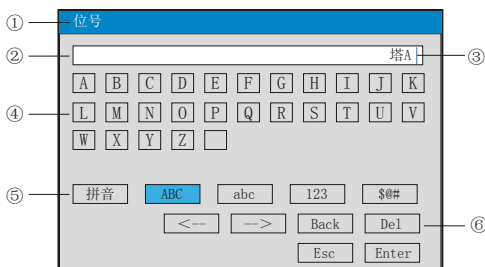 ① 位号
② 塔A ③
A B C D E F G H I J K
④ L M N O P Q R S T U V
W X Y Z
⑤ 拼音 ABC abc 123 $@#
<-- --> Back Del ⑥
Esc Enter